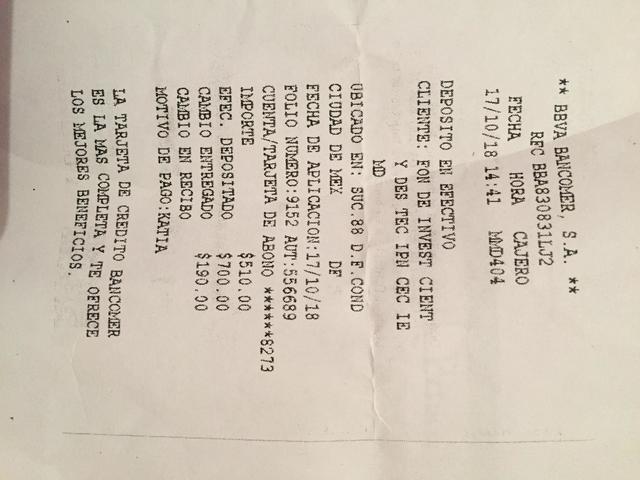 ** BBVA BANCOMER, S.A. **
RFC BBA830831LJ2
FECHA HORA CAJERO
17/10/18 14:41 MMD404
DEPOSITO EN EFECTIVO
CLIENTE: FON DE INVEST CIENT
Y DES TEC IPN CEC IE
MD
UBICADO EN: SUC.88 D.F.COND
CIUDAD DE MEX DF
FECHA DE APLICACION:17/10/18
FOLIO NUMERO:9152 AUT:556689
CUENTA/TARJETA DE ABONO ******8273
IMPORTE $510.00
EFEC. DEPOSITADO $700.00
CAMBIO ENTREGADO $190.00
CAMBIO EN RECIBO
MOTIVO DE PAGO:KATIA
LA TARJETA DE CREDITO BANCOMER
ES LA MAS COMPLETA Y TE OFRECE
LOS MEJORES BENEFICIOS.